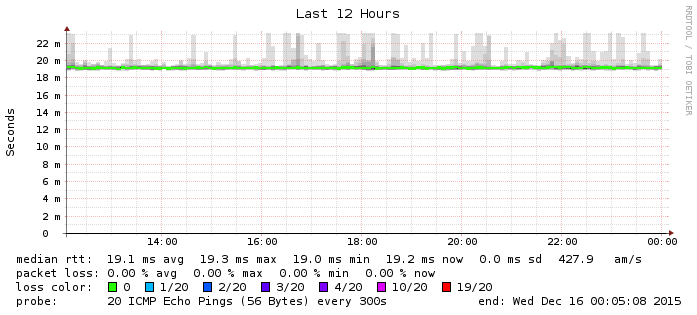 Last 12 Hours
RRDTOOL / TOBI OETIKER
Seconds
22 m
20 m
18 m
16 m
14 m
12 m
10 m
8 m
6 m
4 m
2 m
0
14:00 16:00 18:00 20:00 22:00 00:00
median rtt: 19.1 ms avg 19.3 ms max 19.0 ms min 19.2 ms now 0.0 ms sd 427.9 am/s
packet loss: 0.00 % avg 0.00 % max 0.00 % min 0.00 % now
loss color: 0 1/20 2/20 3/20 4/20 10/20 19/20
probe: 20 ICMP Echo Pings (56 Bytes) every 300s end: Wed Dec 16 00:05:08 2015